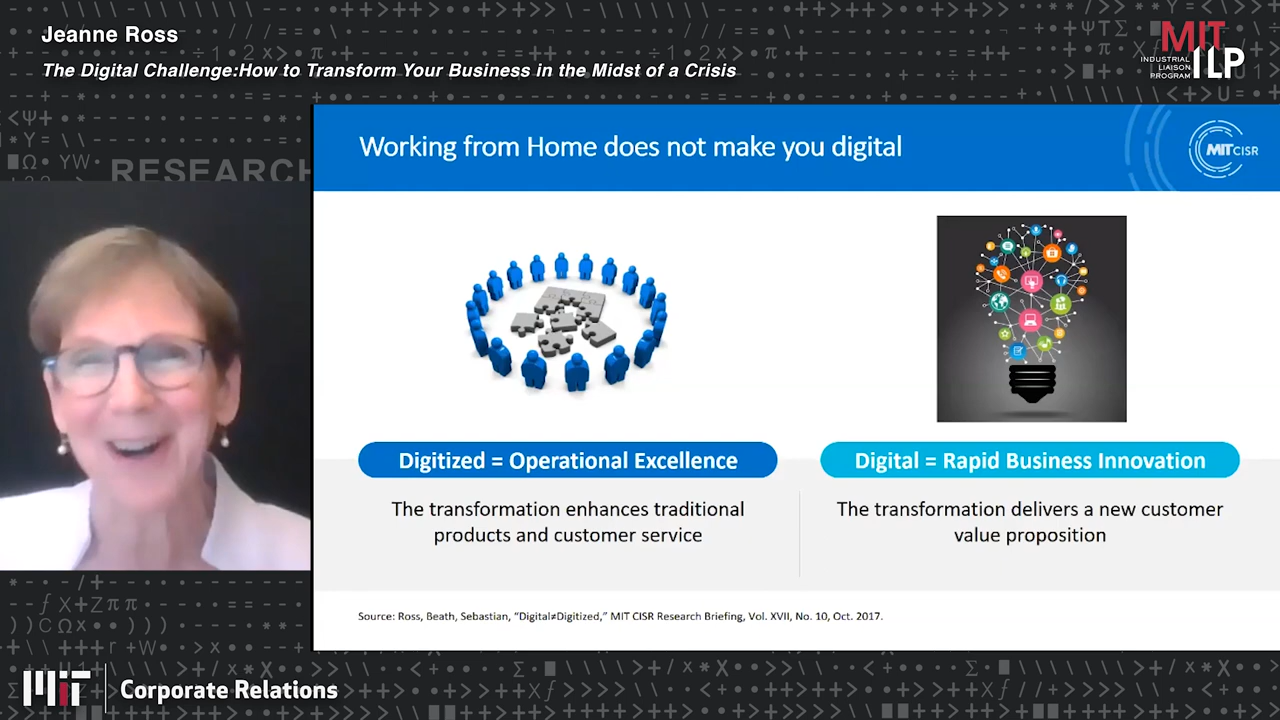 Jeanne Ross
The Digital Challenge:How to Transform Your Business in the Midst of a Crisis
MIT
INDUSTRIAL
LIAISON
PROGRAM
ILP
RESEARCH
Working from Home does not make you digital
MIT CISR
Digitized = Operational Excellence
The transformation enhances traditional
products and customer service
Digital = Rapid Business Innovation
The transformation delivers a new customer
value proposition
Source: Ross, Beath, Sebastian, “Digital≠Digitized,” MIT CISR Research Briefing, Vol. XVII, No. 10, Oct. 2017.
MIT
Corporate Relations